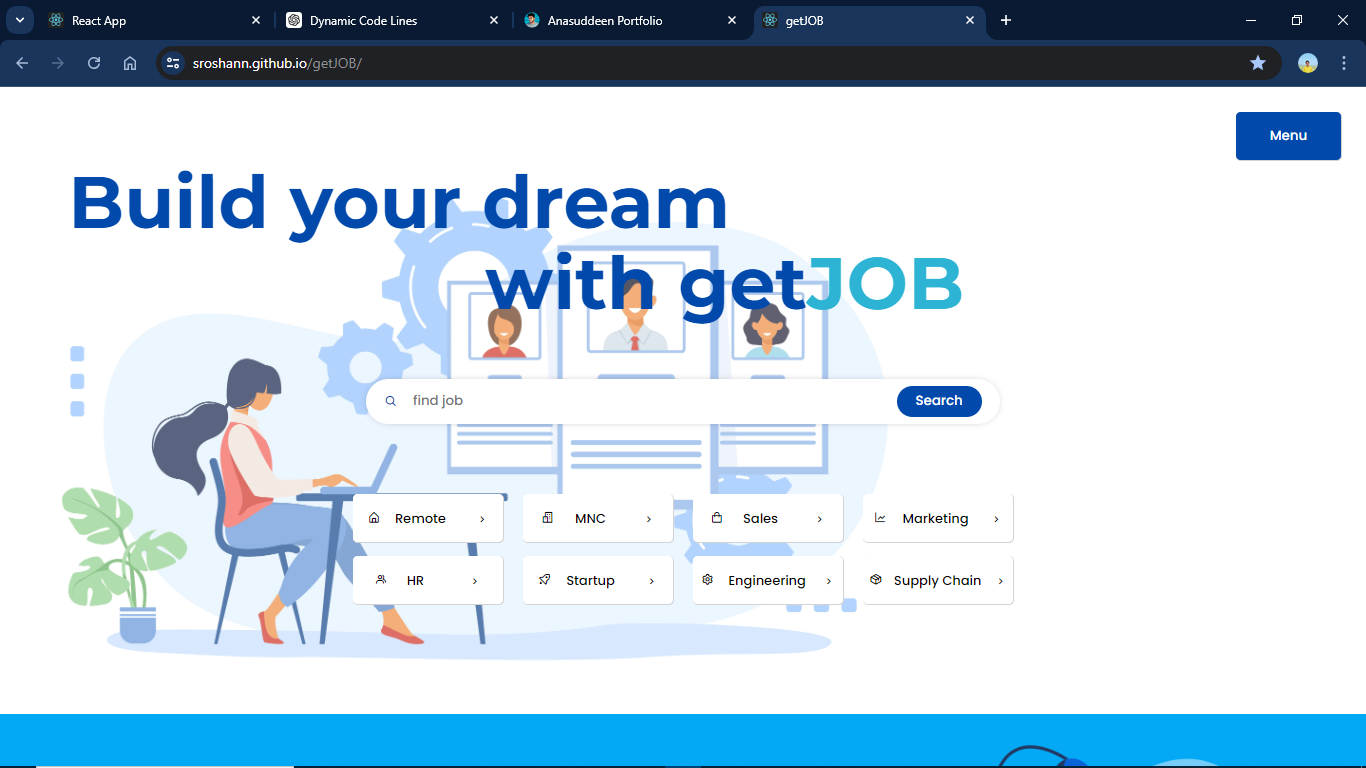 React App
Dynamic Code Lines
Anasuddeen Portfolio
getJOB
sroshann.github.io/getJOB/
Menu
Build your dream
with getJOB
find job
Search
Remote
MNC
Sales
Marketing
HR
Startup
Engineering
Supply Chain